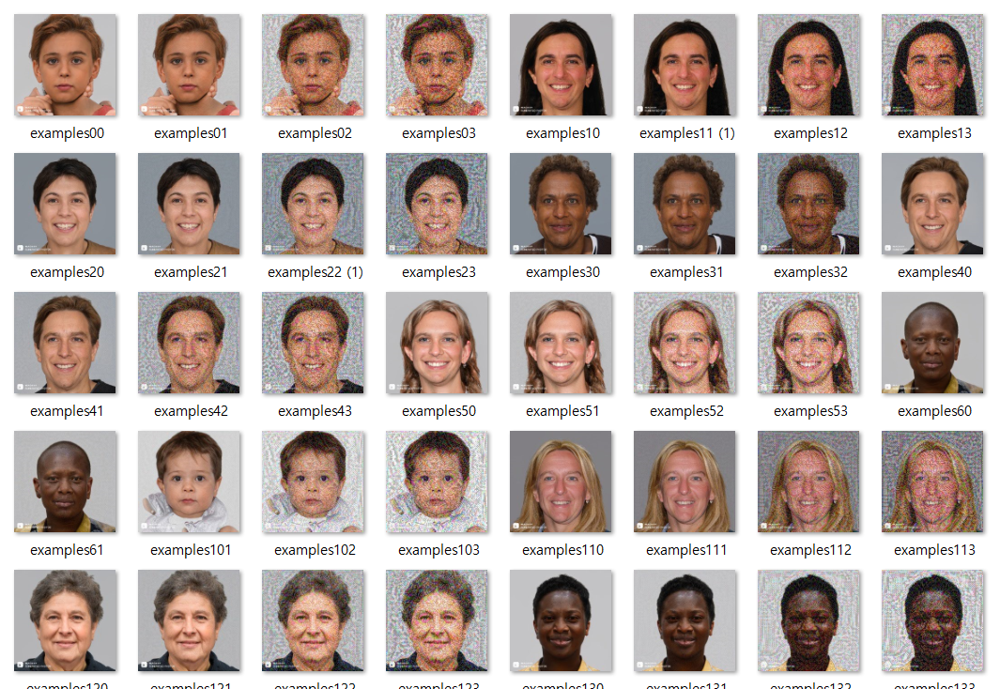 examples00 examples01 examples02 examples03 examples10 examples11 (1) examples12 examples13
examples20 examples21 examples22 (1) examples23 examples30 examples31 examples32 examples40
examples41 examples42 examples43 examples50 examples51 examples52 examples53 examples60
examples61 examples101 examples102 examples103 examples110 examples111 examples112 examples113
examples120 examples121 examples122 examples123 examples130 examples131 examples132 examples133